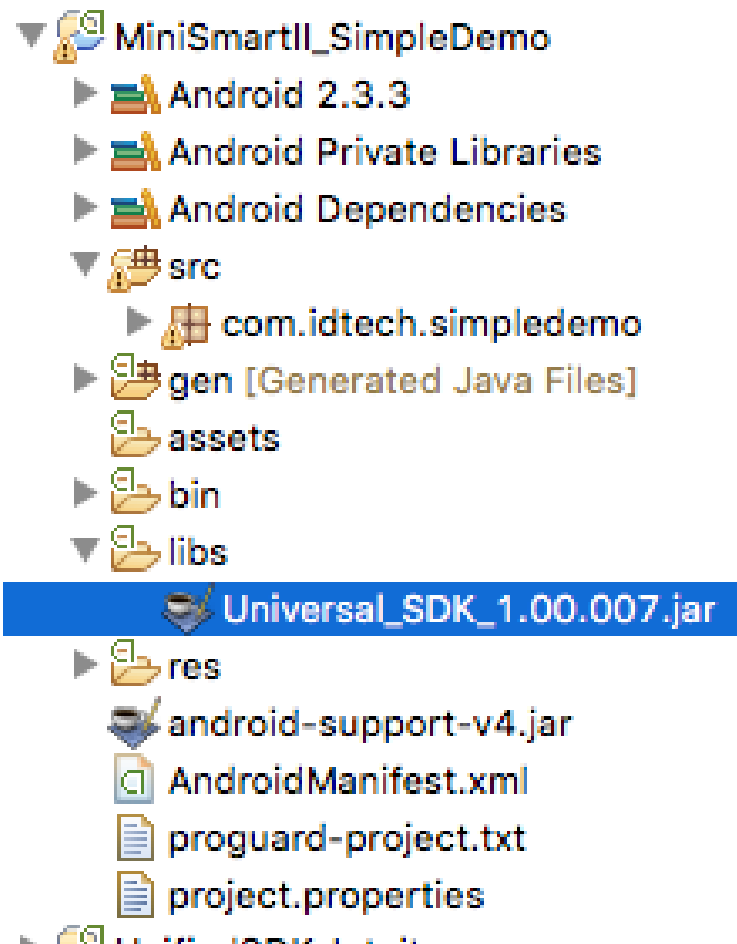 MiniSmartII_SimpleDemo
Android 2.3.3
Android Private Libraries
Android Dependencies
src
com.idtech.simpledemo
gen [Generated Java Files]
assets
bin
libs
Universal_SDK_1.00.007.jar
res
android-support-v4.jar
AndroidManifest.xml
proguard-project.txt
project.properties